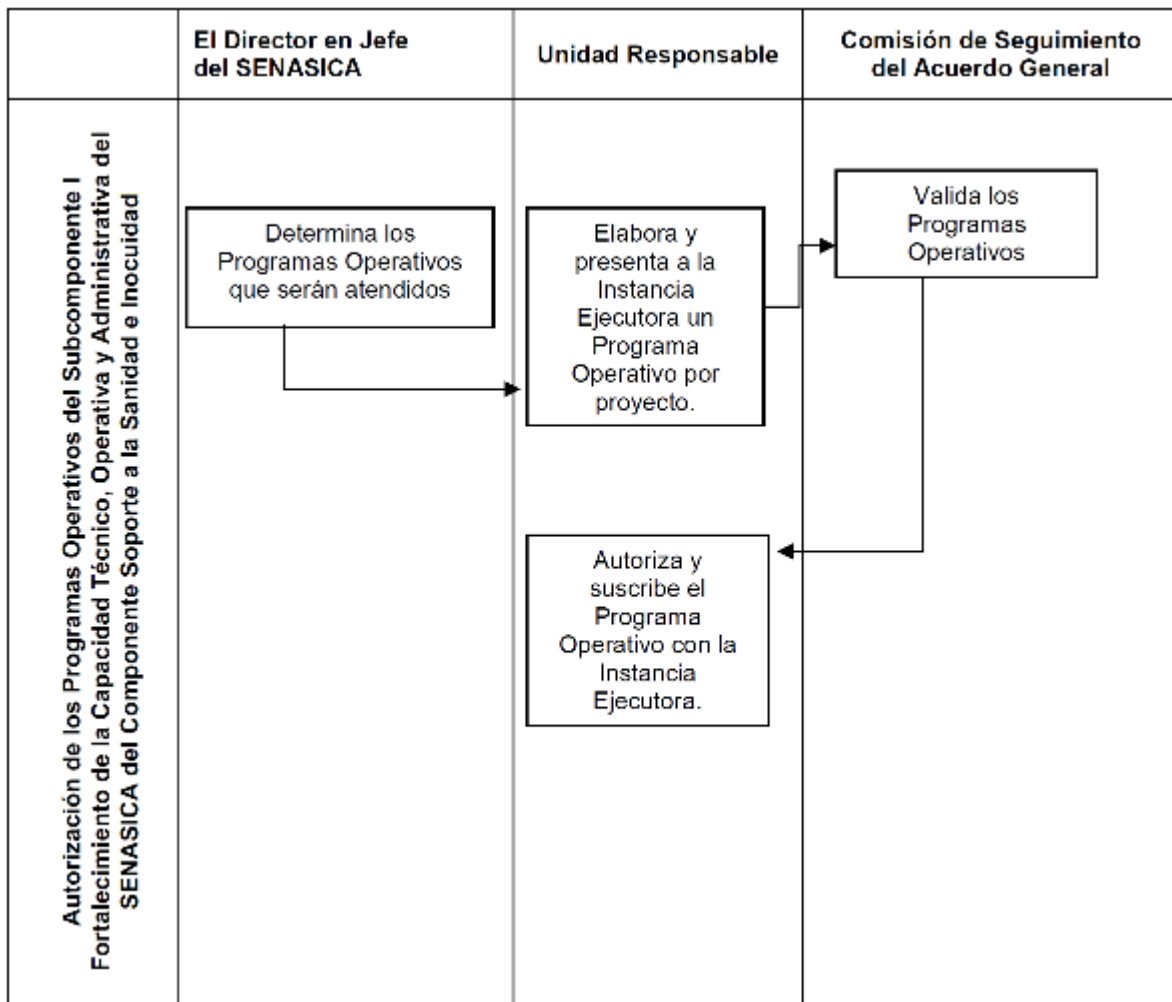 El Director en Jefe
del SENASICA
Unidad Responsable
Comisión de Seguimiento
del Acuerdo General
Autorización de los Programas Operativos del Subcomponente I
Fortalecimiento de la Capacidad Técnico, Operativa y Administrativa del
SENASICA del Componente Soporte a la Sanidad e Inocuidad
Determina los
Programas Operativos
que serán atendidos
Elabora y
presenta a la
Instancia
Ejecutora un
Programa
Operativo por
proyecto.
Valida los
Programas
Operativos
Autoriza y
suscribe el
Programa
Operativo con la
Instancia
Ejecutora.